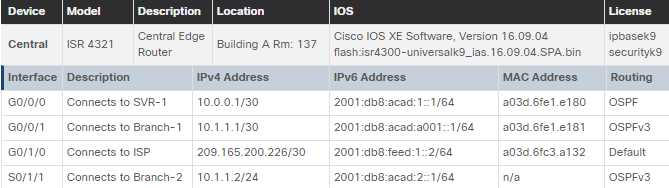 Device Model Description Location IOS License
Central ISR 4321 Central Edge Router Building A Rm: 137 Cisco IOS XE Software, Version 16.09.04 flash:isr4300-universalk9_ias.16.09.04.SPA.bin ipbasek9 securityk9
Interface Description IPv4 Address IPv6 Address MAC Address Routing
G0/0/0 Connects to SVR-1 10.0.0.1/30 2001:db8:acad:1::1/64 a03d.6fe1.e180 OSPF
G0/0/1 Connects to Branch-1 10.1.1.1/30 2001:db8:acad:a001::1/64 a03d.6fe1.e181 OSPFv3
G0/1/0 Connects to ISP 209.165.200.226/30 2001:db8:feed:1::2/64 a03d.6fc3.a132 Default
S0/1/1 Connects to Branch-2 10.1.1.2/24 2001:db8:acad:2::1/64 n/a OSPFv3